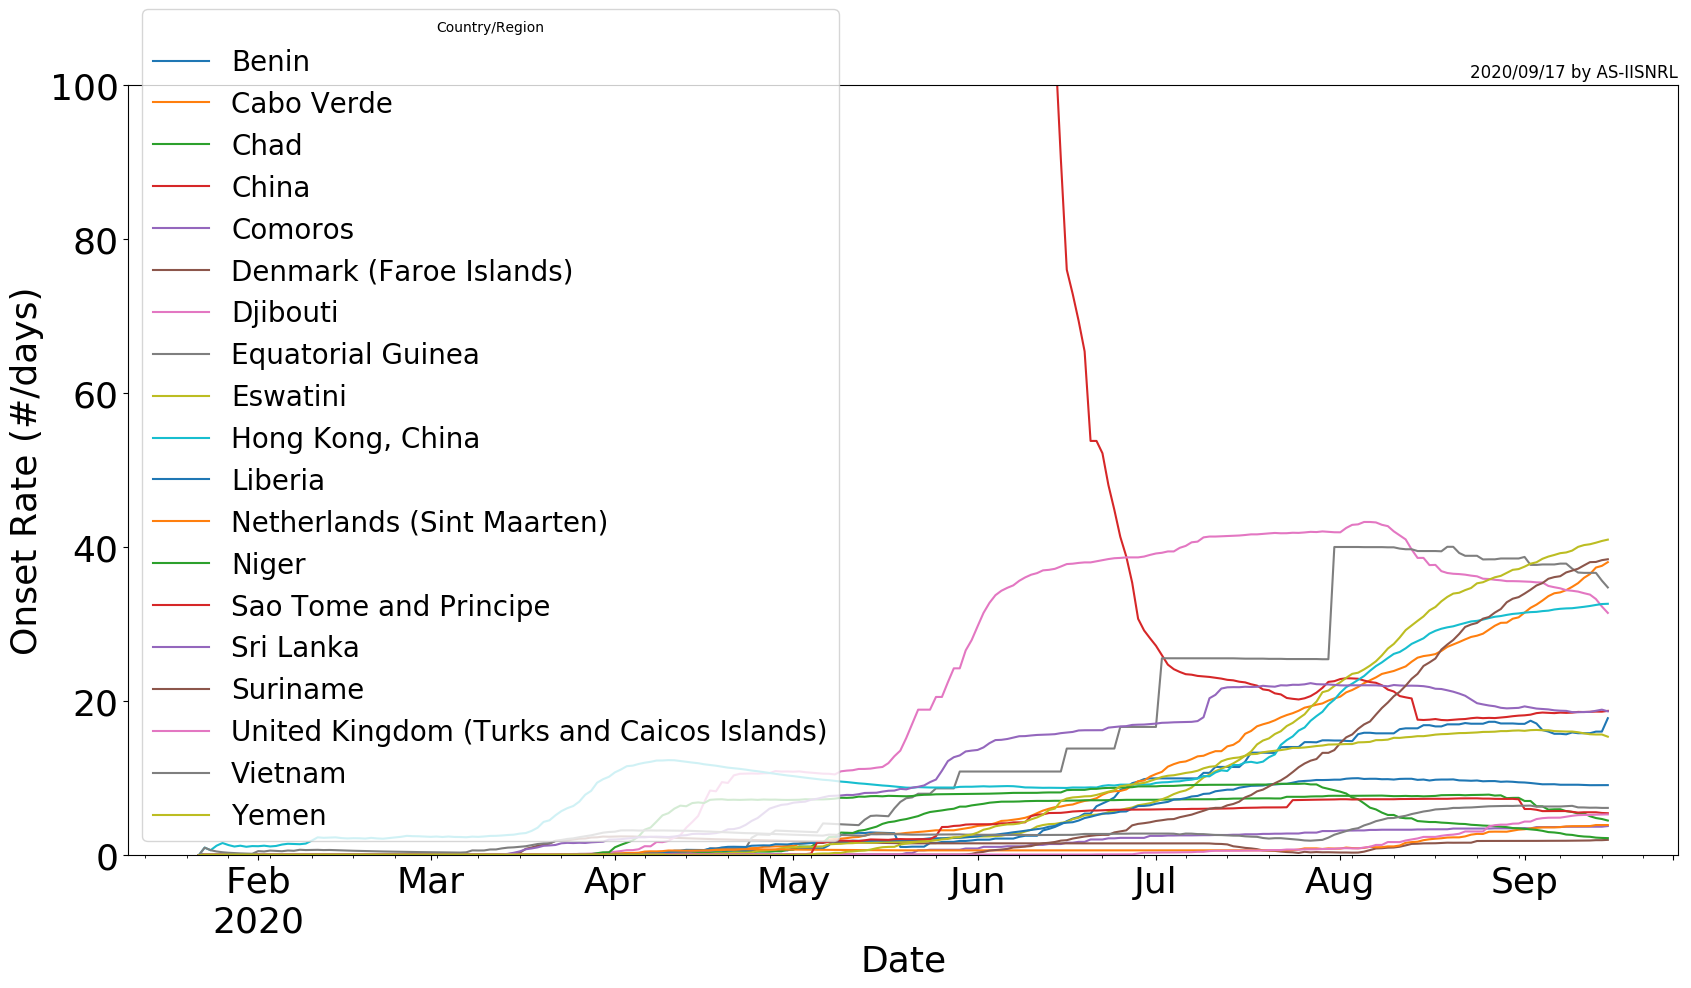 Country/Region
Benin
Cabo Verde
Chad
China
Comoros
Denmark (Faroe Islands)
Djibouti
Equatorial Guinea
Eswatini
Hong Kong, China
Liberia
Netherlands (Sint Maarten)
Niger
Sao Tome and Principe
Sri Lanka
Suriname
United Kingdom (Turks and Caicos Islands)
Vietnam
Yemen
2020/09/17 by AS-IISNRL
Onset Rate (#/days)
100
80
60
40
20
0
Feb Mar Apr May Jun Jul Aug Sep
2020
Date